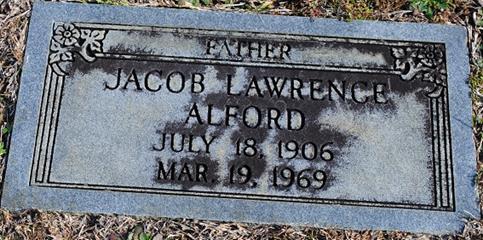 FATHER
JACOB LAWRENCE
ALFORD
JULY 18, 1906
MAR. 19, 1969